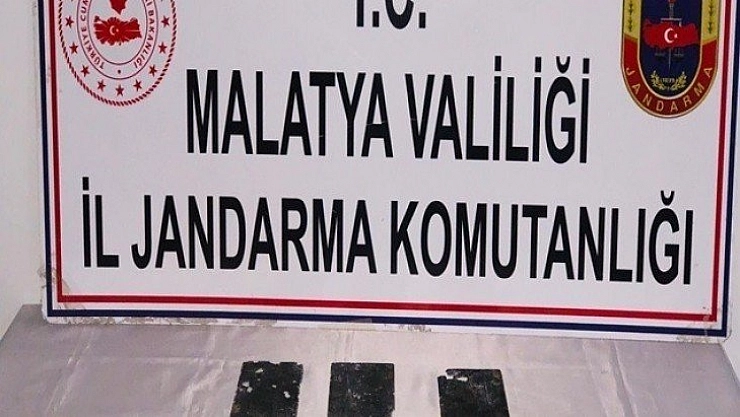 T.C.
MALATYA VALİLİĞİ
İL JANDARMA KOMUTANLIĞI
JANDARMA